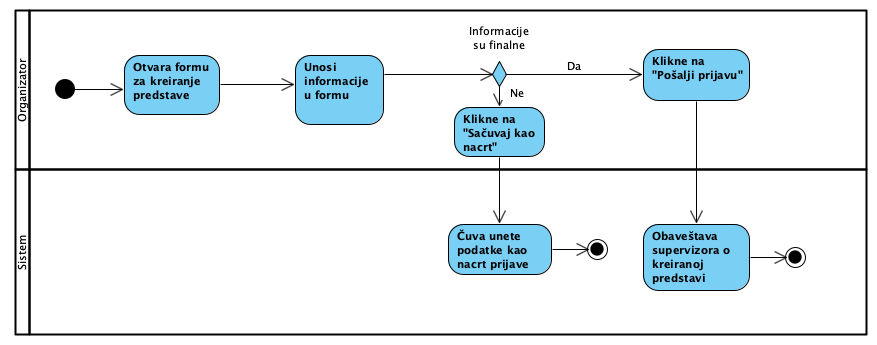 Organizator
Otvara formu
za kreiranje
predstave
Unosi
informacije
u formu
Informacije
su finalne
Da
Ne
Klikne na
"Pošalji prijavu"
Klikne na
"Sačuvaj kao
nacrt"
Sistem
Čuva unete
podatke kao
nacrt prijave
Obaveštava
supervizora o
kreiranoj
predstavi